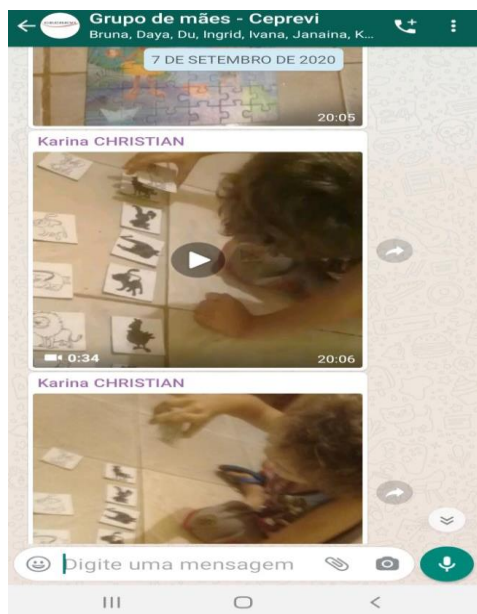 Grupo de mães - Ceprevi
Bruna, Daya, Du, Ingrid, Ivana, Janaina, K...
7 DE SETEMBRO DE 2020
20:05
Karina CHRISTIAN
0:34
20:06
Karina CHRISTIAN
Digite uma mensagem